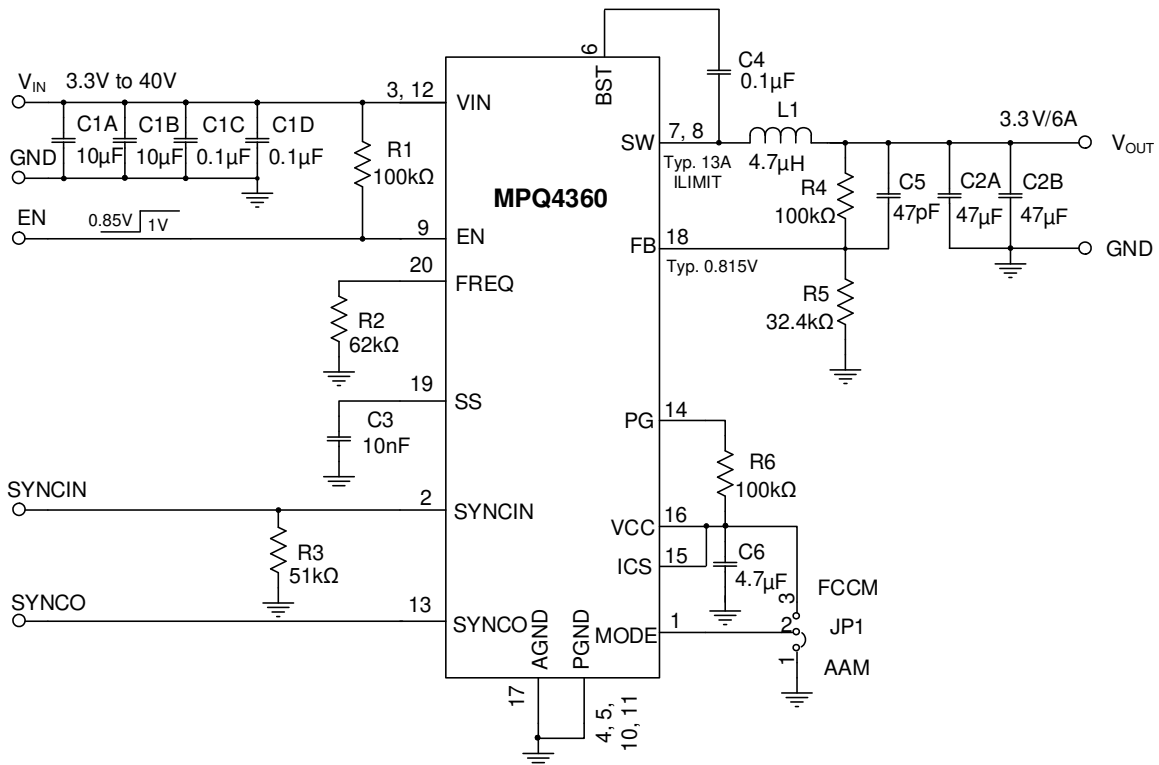 6
BST
C4
0.1µF
V_IN 3.3V to 40V
3, 12
VIN
C1A
10µF
C1B
10µF
C1C
0.1µF
C1D
0.1µF
GND
R1
100kΩ
EN
0.85V
1V
9
EN
20
FREQ
R2
62kΩ
19
SS
C3
10nF
SYNCIN
2
SYNCIN
R3
51kΩ
SYNCO
13
SYNCO
MPQ4360
SW
7, 8
Typ. 13A
ILIMIT
L1
4.7µH
3.3V/6A
V_OUT
R4
100kΩ
C5
47pF
C2A
47µF
C2B
47µF
GND
FB
18
Typ. 0.815V
R5
32.4kΩ
PG
14
R6
100kΩ
VCC
16
ICS
15
C6
4.7µF
FCCM
3
MODE
1
2
JP1
1
AAM
AGND
PGND
17
4, 5,
10, 11